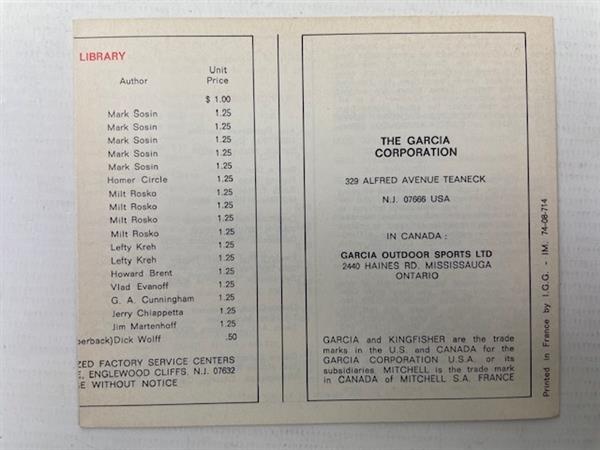 LIBRARY
Author
Unit
Price
$ 1.00
Mark Sosin 1.25
Mark Sosin 1.25
Mark Sosin 1.25
Mark Sosin 1.25
Mark Sosin 1.25
Homer Circle 1.25
Milt Rosko 1.25
Milt Rosko 1.25
Milt Rosko 1.25
Milt Rosko 1.25
Lefty Kreh 1.25
Lefty Kreh 1.25
Howard Brent 1.25
Vlad Evanoff 1.25
G. A. Cunningham 1.25
Jerry Chiappetta 1.25
Jim Martenhoff 1.25
perback)Dick Wolff .50
ZED FACTORY SERVICE CENTERS
E, ENGLEWOOD CLIFFS, N.J. 07632
GE WITHOUT NOTICE
THE GARCIA
CORPORATION
329 ALFRED AVENUE TEANECK
N.J. 07666 USA
IN CANADA :
GARCIA OUTDOOR SPORTS LTD
2440 HAINES RD, MISSISSAUGA
ONTARIO
GARCIA and KINGFISHER are the trade
marks in the U.S. and CANADA for the
GARCIA CORPORATION U.S.A. or its
subsidiaries. MITCHELL is the trade mark
in CANADA of MITCHELL S.A. FRANCE
Printed in France by I.G.G. - IM. 74-08-714